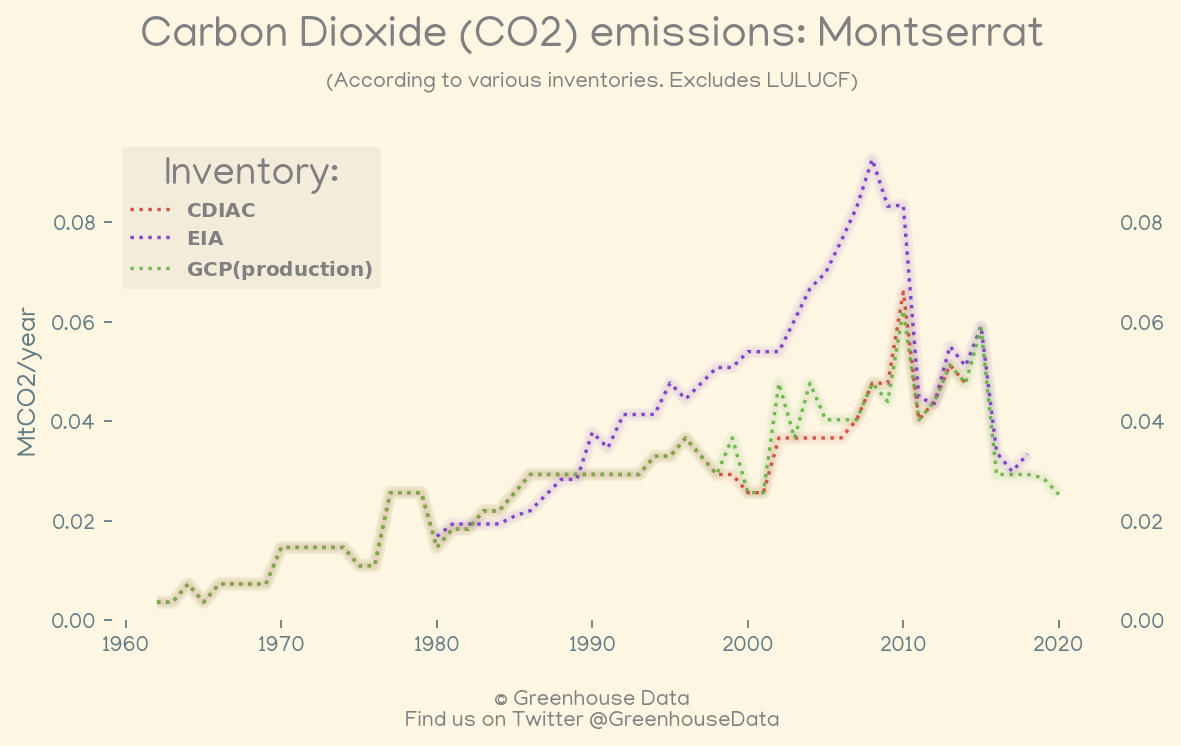 Carbon Dioxide (CO2) emissions: Montserrat
(According to various inventories. Excludes LULUCF)
Inventory:
CDIAC
EIA
GCP(production)
MtCO2/year
0.08
0.06
0.04
0.02
0.00
0.08
0.06
0.04
0.02
0.00
1960 1970 1980 1990 2000 2010 2020
© Greenhouse Data
Find us on Twitter @GreenhouseData